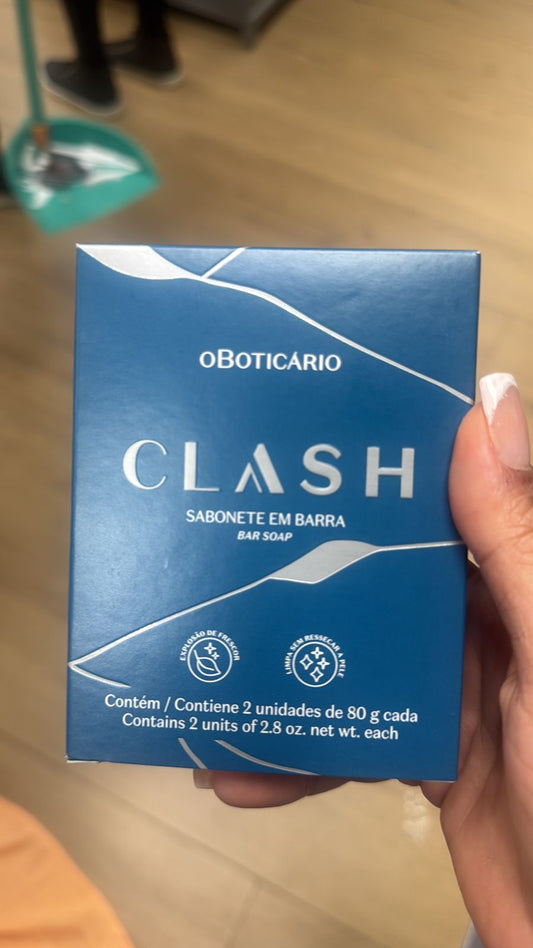 oBOTICÁRIO
CLASH
SABONETE EM BARRA
BAR SOAP
EXPLOSÃO DE FRESCOR
LIMPA SEM RESSECAR A PELE
Contém / Contiene 2 unidades de 80 g cada
Contains 2 units of 2.8 oz. net wt. each